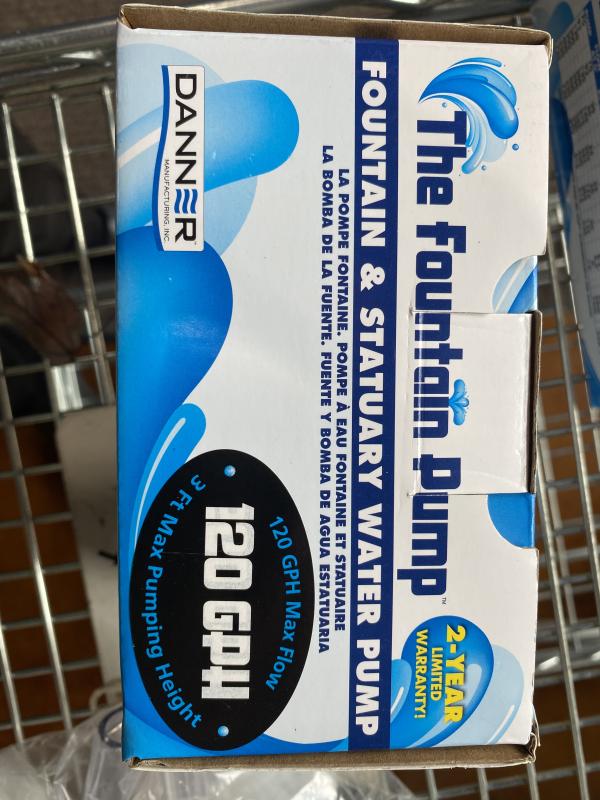 The Fountain Pump™
2-YEAR
LIMITED
WARRANTY!
FOUNTAIN & STATUARY WATER PUMP
LA POMPE FONTAINE. POMPE À EAU FONTAINE ET STATUAIRE
LA BOMBA DE LA FUENTE. FUENTE Y BOMBA DE AGUA ESTATUARIA
DANNER
MANUFACTURING, INC.
120 GPH Max Flow
120 GPH
3 Ft Max Pumping Height